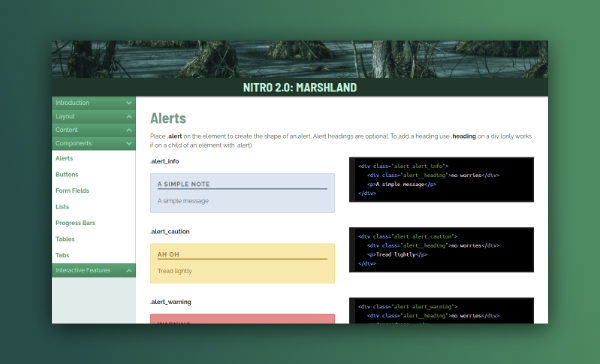 NITRO 2.0: MARSHLAND
Introduction
Layout
Content
Components
Alerts
Buttons
Form Fields
Lists
Progress Bars
Tables
Tabs
Interactive Features
Alerts
Place .alert on the element to create the shape of an alert. Alert headings are optional. To add a heading use .heading on a div (only works
if on a child of an element with .alert).
.alert_info
A SIMPLE NOTE
A simple message
<div class="alert alert_info">
<div class="alert__heading">no worries</div>
<p>A simple message</p>
</div>
.alert_caution
AH OH
Tread lightly
<div class="alert alert_caution">
<div class="alert__heading">no worries</div>
<p>Tread lightly</p>
</div>
.alert_warning
<div class="alert alert_warning">
<div class="alert__heading">no worries</div>